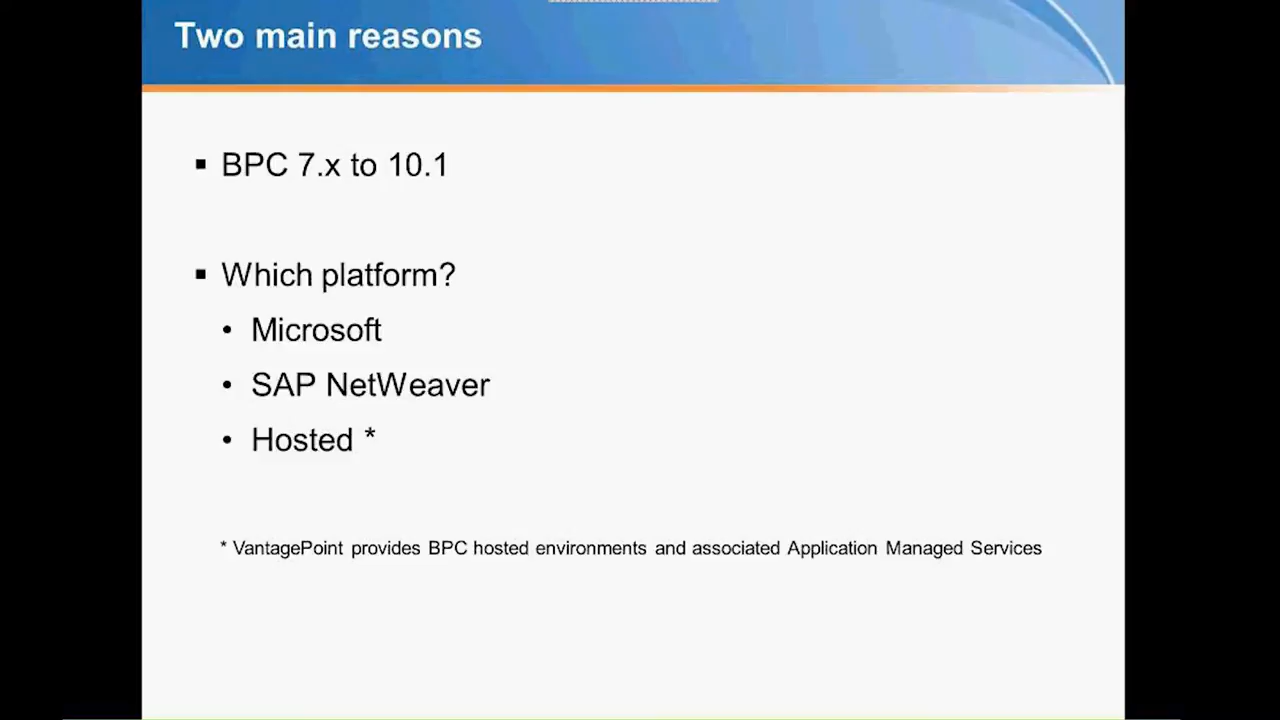 Two main reasons
▪ BPC 7.x to 10.1
▪ Which platform?
• Microsoft
• SAP NetWeaver
• Hosted *
* VantagePoint provides BPC hosted environments and associated Application Managed Services